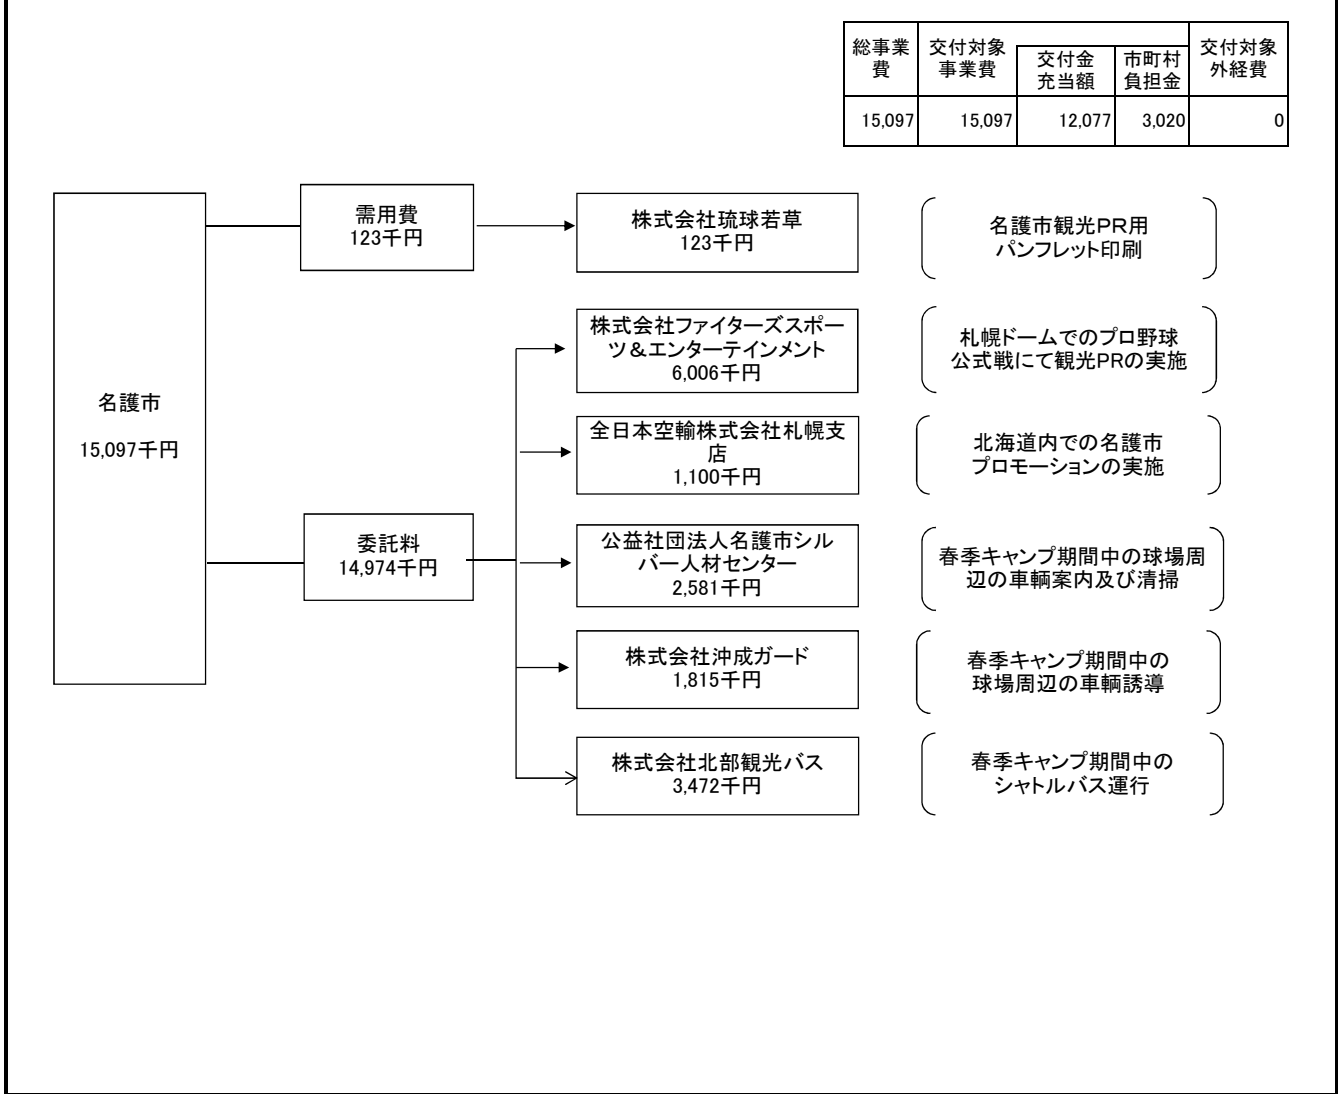 総事業
費
交付対象
事業費
交付金
充当額
市町村
負担金
交付対象
外経費
15,097
15,097
12,077
3,020
0
名護市
15,097千円
需用費
123千円
株式会社琉球若草
123千円
名護市観光PR用
パンフレット印刷
株式会社ファイターズスポー
ツ&エンターテインメント
6,006千円
札幌ドームでのプロ野球
公式戦にて観光PRの実施
全日本空輸株式会社札幌支
店
1,100千円
北海道内での名護市
プロモーションの実施
委託料
14,974千円
公益社団法人名護市シル
バー人材センター
2,581千円
春季キャンプ期間中の球場周
辺の車輌案内及び清掃
株式会社沖成ガード
1,815千円
春季キャンプ期間中の
球場周辺の車輌誘導
株式会社北部観光バス
3,472千円
春季キャンプ期間中の
シャトルバス運行